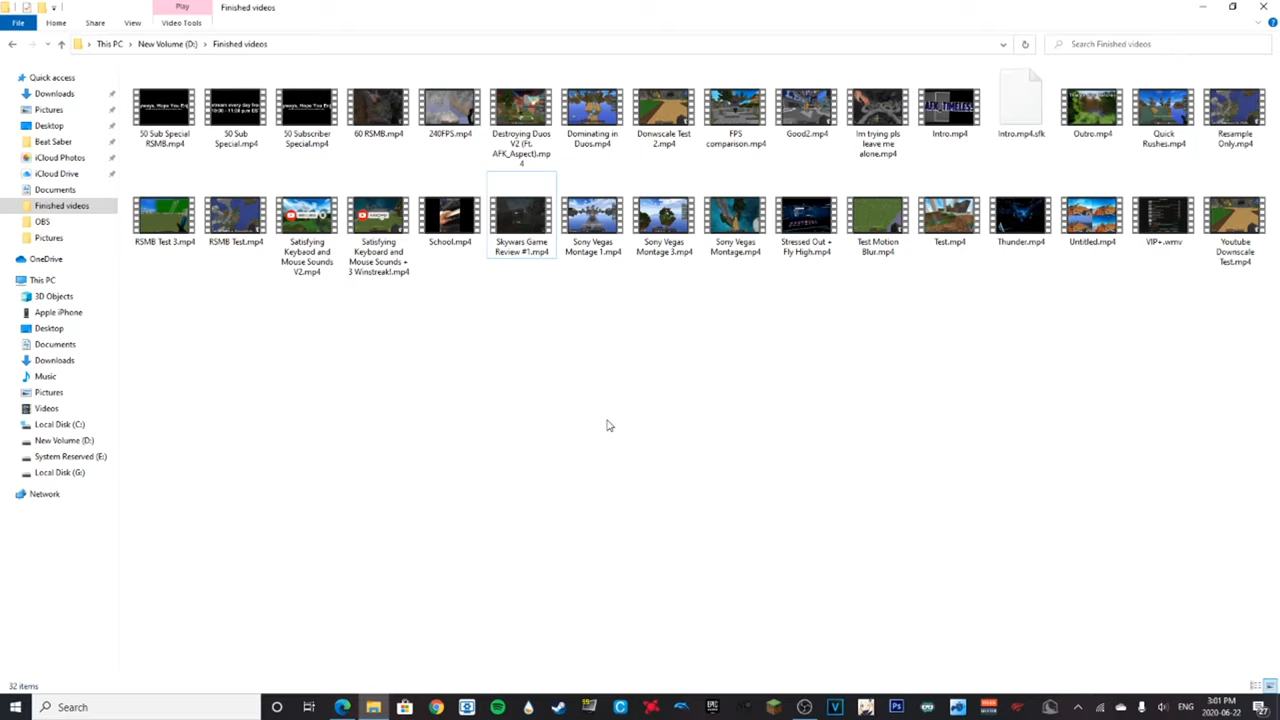 Play
Finished videos
File
Home
Share
View
Video Tools
This PC
New Volume (D:)
Finished videos
Search Finished videos
Quick access
Downloads
Pictures
Desktop
Beat Saber
iCloud Photos
iCloud Drive
Documents
Finished videos
OBS
Pictures
OneDrive
This PC
3D Objects
Apple iPhone
Desktop
Documents
Downloads
Music
Pictures
Videos
Local Disk (C:)
New Volume (D:)
System Reserved (E:)
Local Disk (G:)
Network
50 Sub Special
RSMB.mp4
50 Sub
Special.mp4
50 Subscriber
Special.mp4
60 RSMB.mp4
240FPS.mp4
Destroying Duos
V2 (Ft.
AFK_Aspect).mp
4
Dominating in
Duos.mp4
Donwscale Test
2.mp4
FPS
comparison.mp4
Good2.mp4
Im trying pls
leave me
alone.mp4
Intro.mp4
Intro.mp4.sfk
Outro.mp4
Quick
Rushes.mp4
Resample
Only.mp4
RSMB Test 3.mp4
RSMB Test.mp4
Satisfying
Keybaord and
Mouse Sounds
V2.mp4
Satisfying
Keyboard and
Mouse Sounds +
3 Winstreak!.mp4
School.mp4
Skywars Game
Review #1.mp4
Sony Vegas
Montage 1.mp4
Sony Vegas
Montage 3.mp4
Sony Vegas
Montage.mp4
Stressed Out +
Fly High.mp4
Test Motion
Blur.mp4
Test.mp4
Thunder.mp4
Untitled.mp4
VIP+.wmv
Youtube
Downscale
Test.mp4
32 items
Search
ENG
3:01 PM
2020-06-22
27